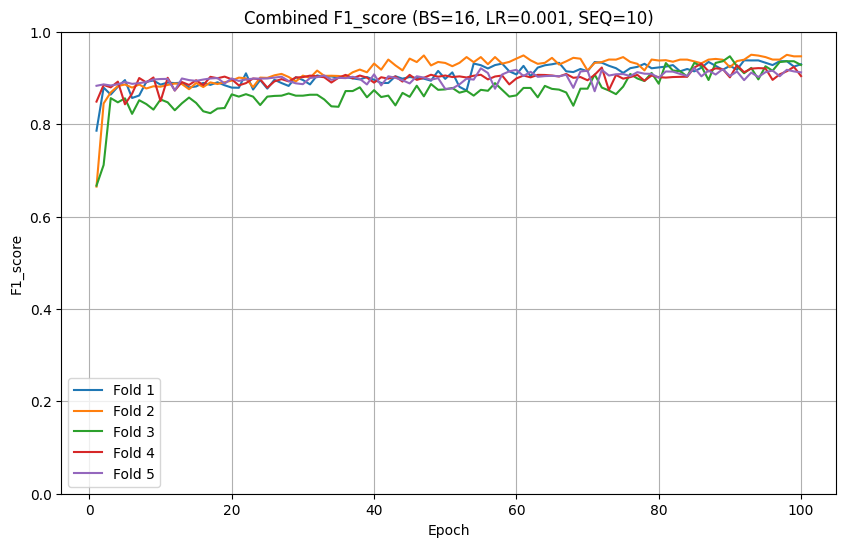 Combined F1_score (BS=16, LR=0.001, SEQ=10)
1.0
0.8
0.6
0.4
0.2
0.0
F1_score
Fold 1
Fold 2
Fold 3
Fold 4
Fold 5
0 20 40 60 80 100
Epoch